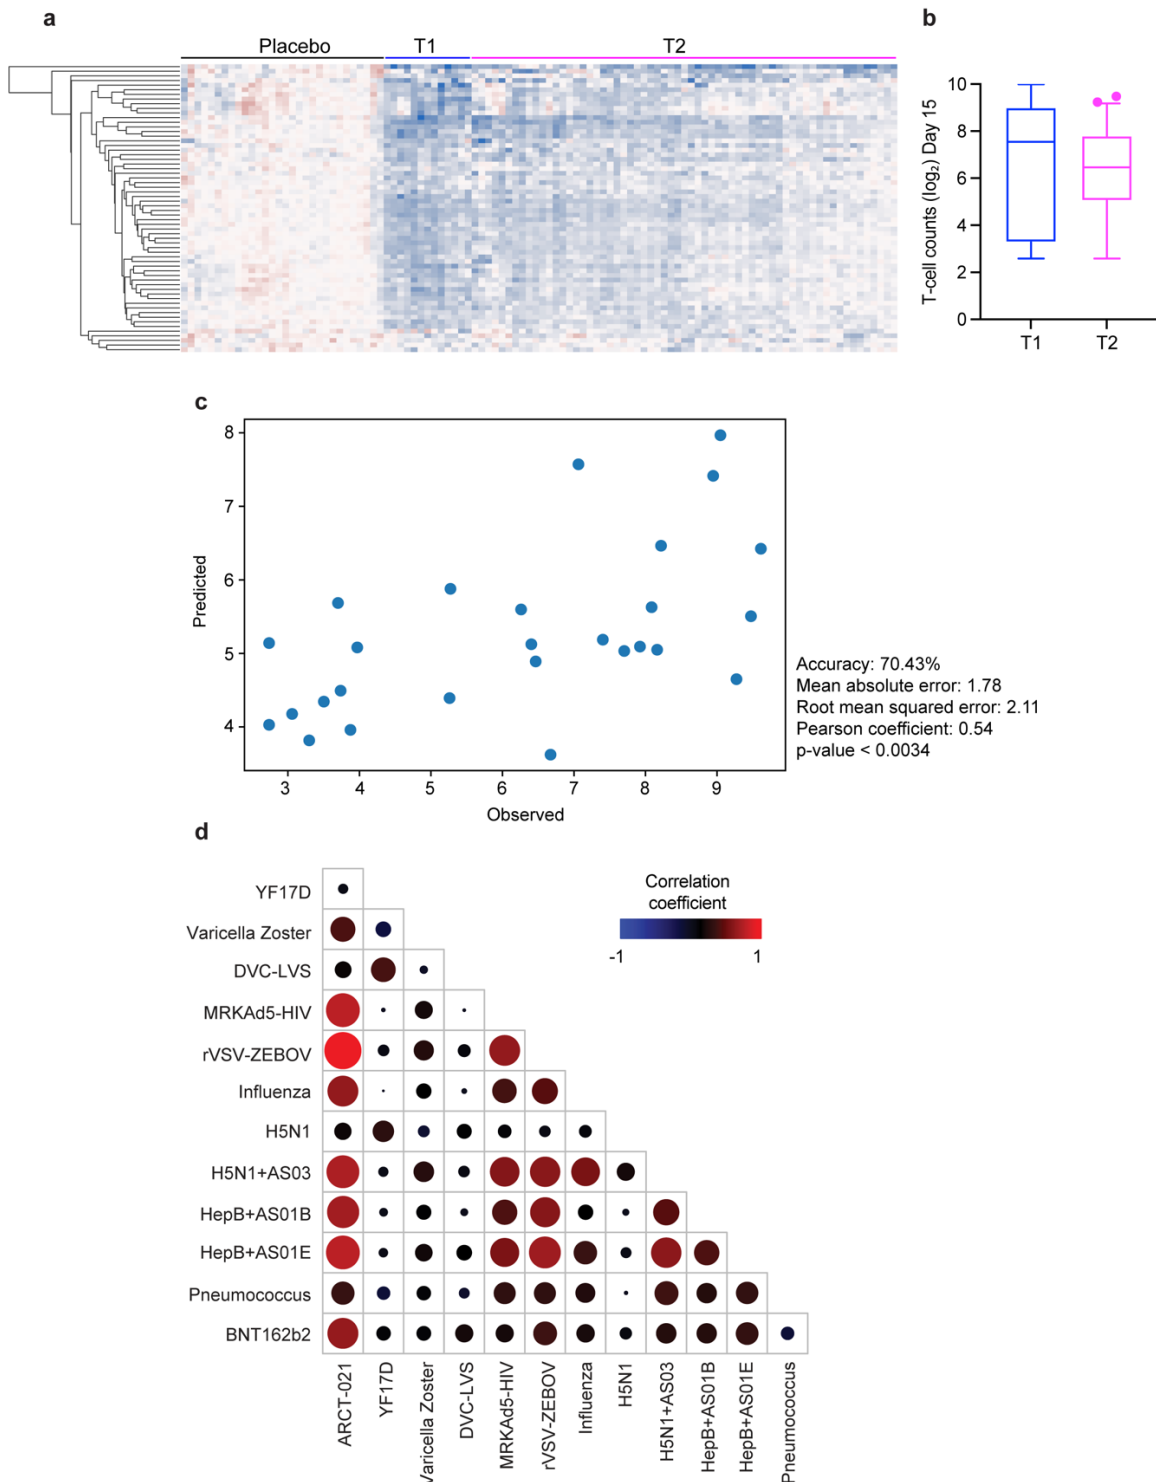 a
b
Placebo T1 T2
T-cell counts (log₂) Day 15
10
8
6
4
2
0
T1 T2
c
Predicted
8
7
6
5
4
3 4 5 6 7 8 9
Observed
Accuracy: 70.43%
Mean absolute error: 1.78
Root mean squared error: 2.11
Pearson coefficient: 0.54
p-value < 0.0034
d
Correlation
coefficient
-1 1
YF17D
Varicella Zoster
DVC-LVS
MRKAd5-HIV
rVSV-ZEBOV
Influenza
H5N1
H5N1+AS03
HepB+AS01B
HepB+AS01E
Pneumococcus
BNT162b2
ARCT-021
YF17D
Varicella Zoster
DVC-LVS
MRKAd5-HIV
rVSV-ZEBOV
Influenza
H5N1
H5N1+AS03
HepB+AS01B
HepB+AS01E
Pneumococcus